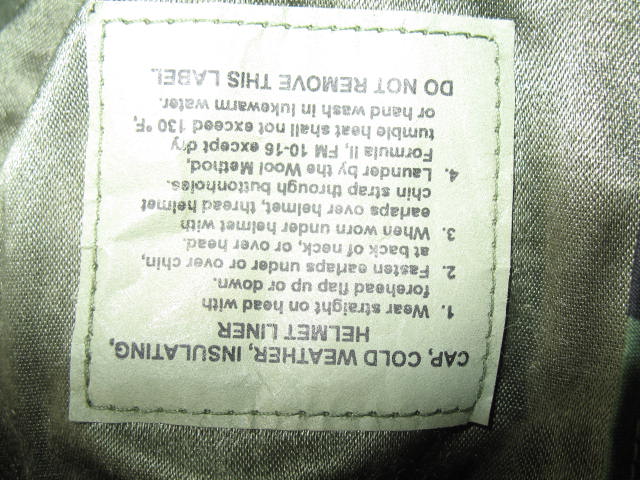 CAP, COLD WEATHER, INSULATING,
HELMET LINER
1. Wear straight on head with
forehead flap up or down.
2. Fasten earlaps under or over chin,
at back of neck, or over head.
3. When worn under helmet with
earlaps over helmet, thread helmet
chin strap through buttonholes.
4. Launder by the Wool Method,
Formula II, FM 10-16 except dry
tumble heat shall not exceed 130 °F,
or hand wash in lukewarm water.
DO NOT REMOVE THIS LABEL